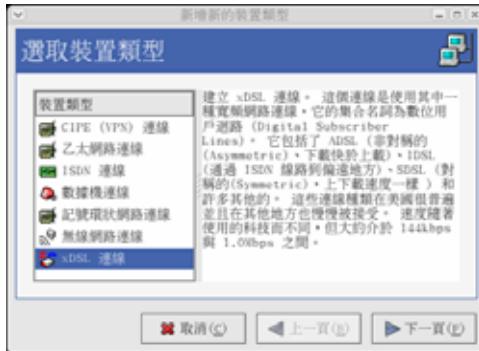 新增新的裝置類型
選取裝置類型
裝置類型
CIPE (VPN) 連線
乙太網路連線
ISDN 連線
數據機連線
記號環狀網路連線
無線網路連線
xDSL 連線
建立 xDSL 連線。 這個連線是使用其中一
種寬頻網路連線，它的集合名詞為數位用
戶迴路 (Digital Subscriber
Lines)。 它包括了 ADSL (非對稱的
(Asymmetric)，下載快於上載)，IDSL
(通過 ISDN 線路到偏遠地方)，SDSL (對
稱的(Symmetric)，上下載速度一樣 ) 和
許多其他的。 這些連線種類在美國很普遍
並且在其他地方也慢慢被接受。 速度隨著
使用的科技而不同，但大約介於 144kbps
與 1.0Mbps 之間。
取消(C)
上一頁(B)
下一頁(F)